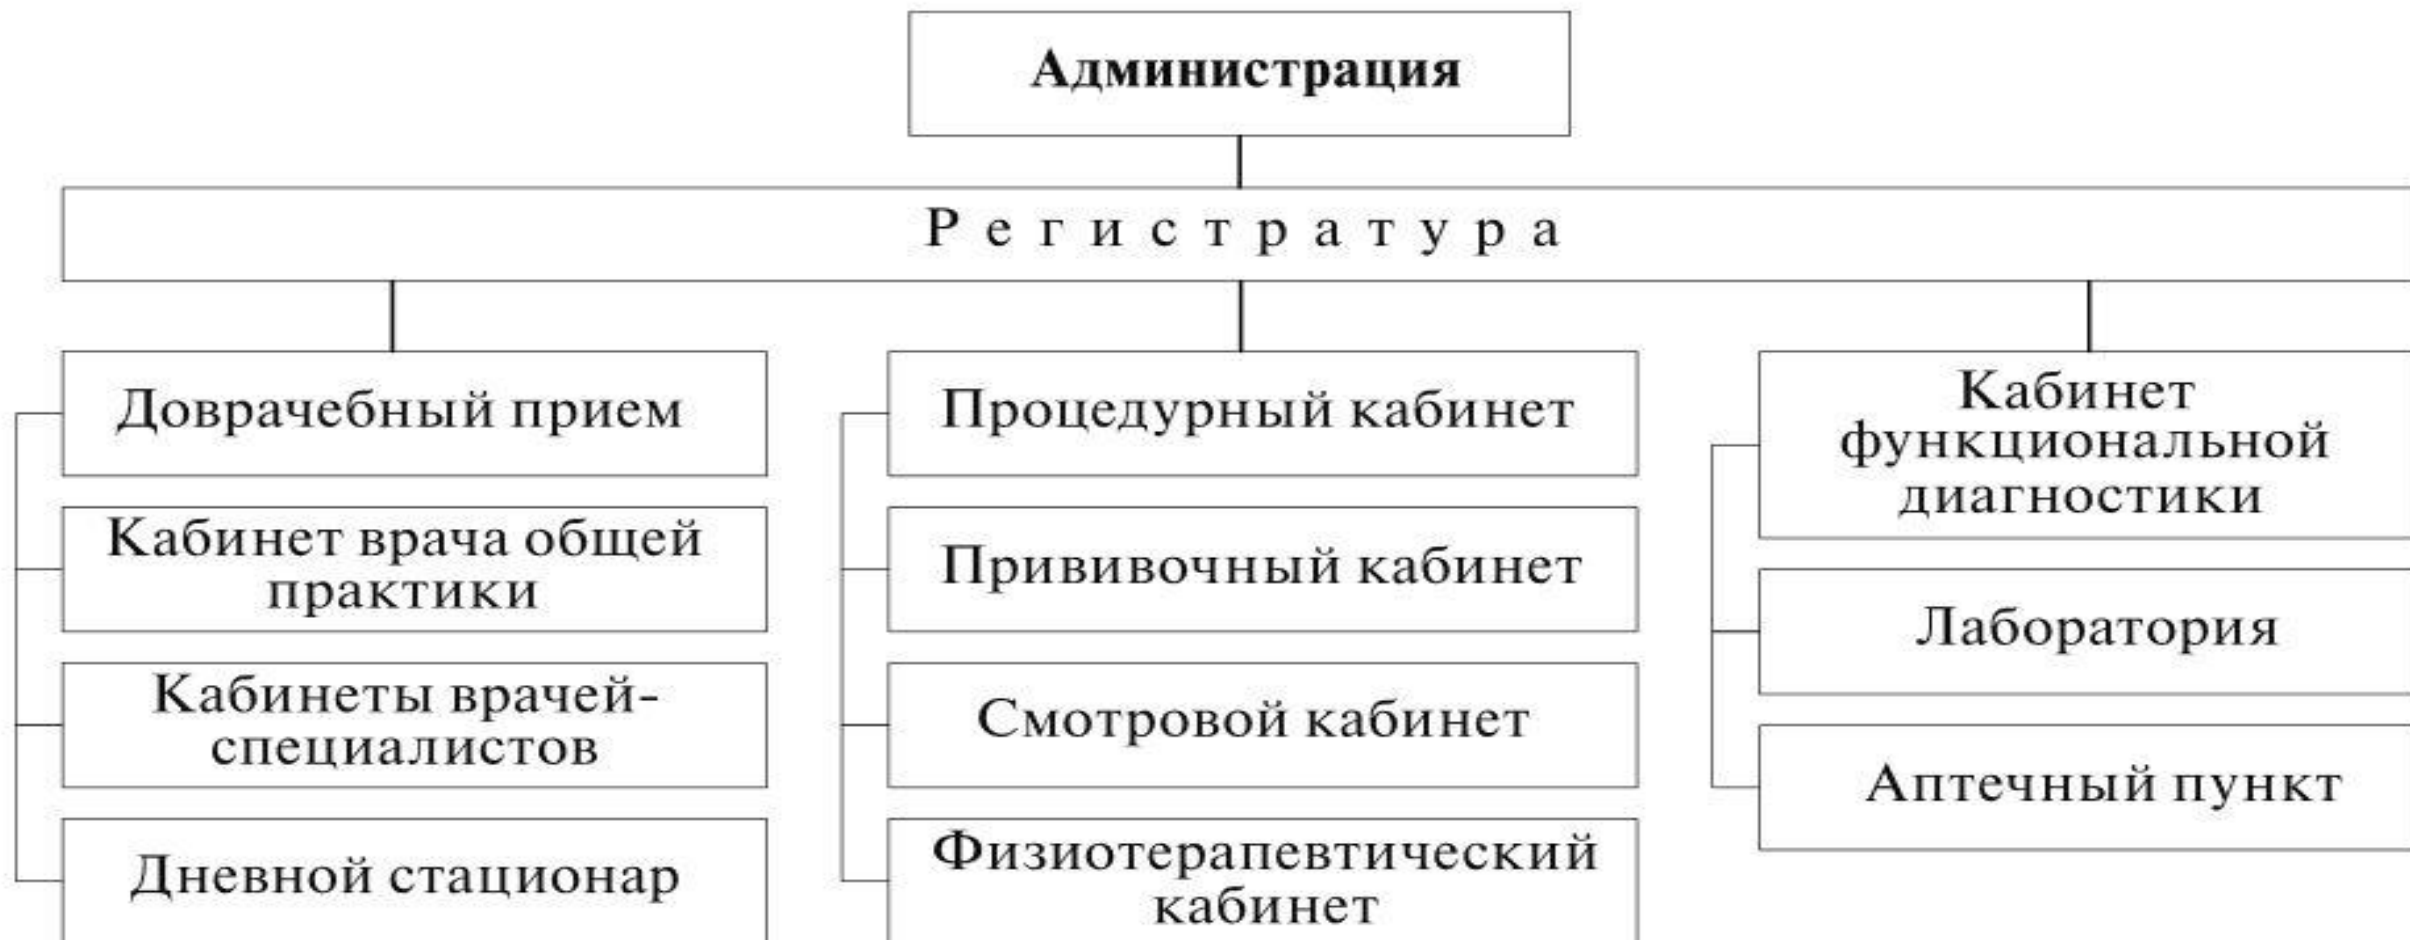 Администрация
Регистратура
Доврачебный прием
Кабинет врача общей
практики
Кабинеты врачей-
специалистов
Дневной стационар
Процедурный кабинет
Прививочный кабинет
Смотровой кабинет
Физиотерапевтический
кабинет
Кабинет
функциональной
диагностики
Лаборатория
Аптечный пункт